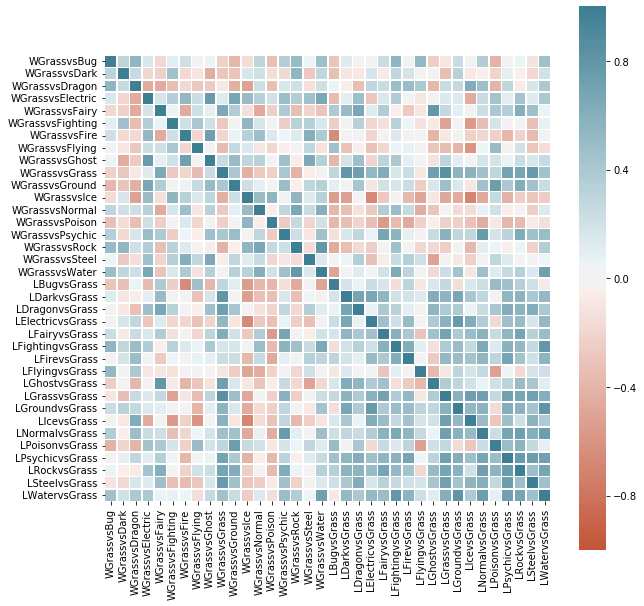 WGrassvsBug
WGrassvsDark
WGrassvsDragon
WGrassvsElectric
WGrassvsFairy
WGrassvsFighting
WGrassvsFire
WGrassvsFlying
WGrassvsGhost
WGrassvsGrass
WGrassvsGround
WGrassvsIce
WGrassvsNormal
WGrassvsPoison
WGrassvsPsychic
WGrassvsRock
WGrassvsSteel
WGrassvsWater
LBugvsGrass
LDarkvsGrass
LDragonvsGrass
LElectricvsGrass
LFairyvsGrass
LFightingvsGrass
LFirevsGrass
LFlyingvsGrass
LGhostvsGrass
LGrassvsGrass
LGroundvsGrass
LIcevsGrass
LNormalvsGrass
LPoisonvsGrass
LPsychicvsGrass
LRockvsGrass
LSteelvsGrass
LWatervsGrass
WGrassvsBug
WGrassvsDark
WGrassvsDragon
WGrassvsElectric
WGrassvsFairy
WGrassvsFighting
WGrassvsFire
WGrassvsFlying
WGrassvsGhost
WGrassvsGrass
WGrassvsGround
WGrassvsIce
WGrassvsNormal
WGrassvsPoison
WGrassvsPsychic
WGrassvsRock
WGrassvsSteel
WGrassvsWater
LBugvsGrass
LDarkvsGrass
LDragonvsGrass
LElectricvsGrass
LFairyvsGrass
LFightingvsGrass
LFirevsGrass
LFlyingvsGrass
LGhostvsGrass
LGrassvsGrass
LGroundvsGrass
LIcevsGrass
LNormalvsGrass
LPoisonvsGrass
LPsychicvsGrass
LRockvsGrass
LSteelvsGrass
LWatervsGrass
0.8
0.4
0.0
−0.4
−0.8